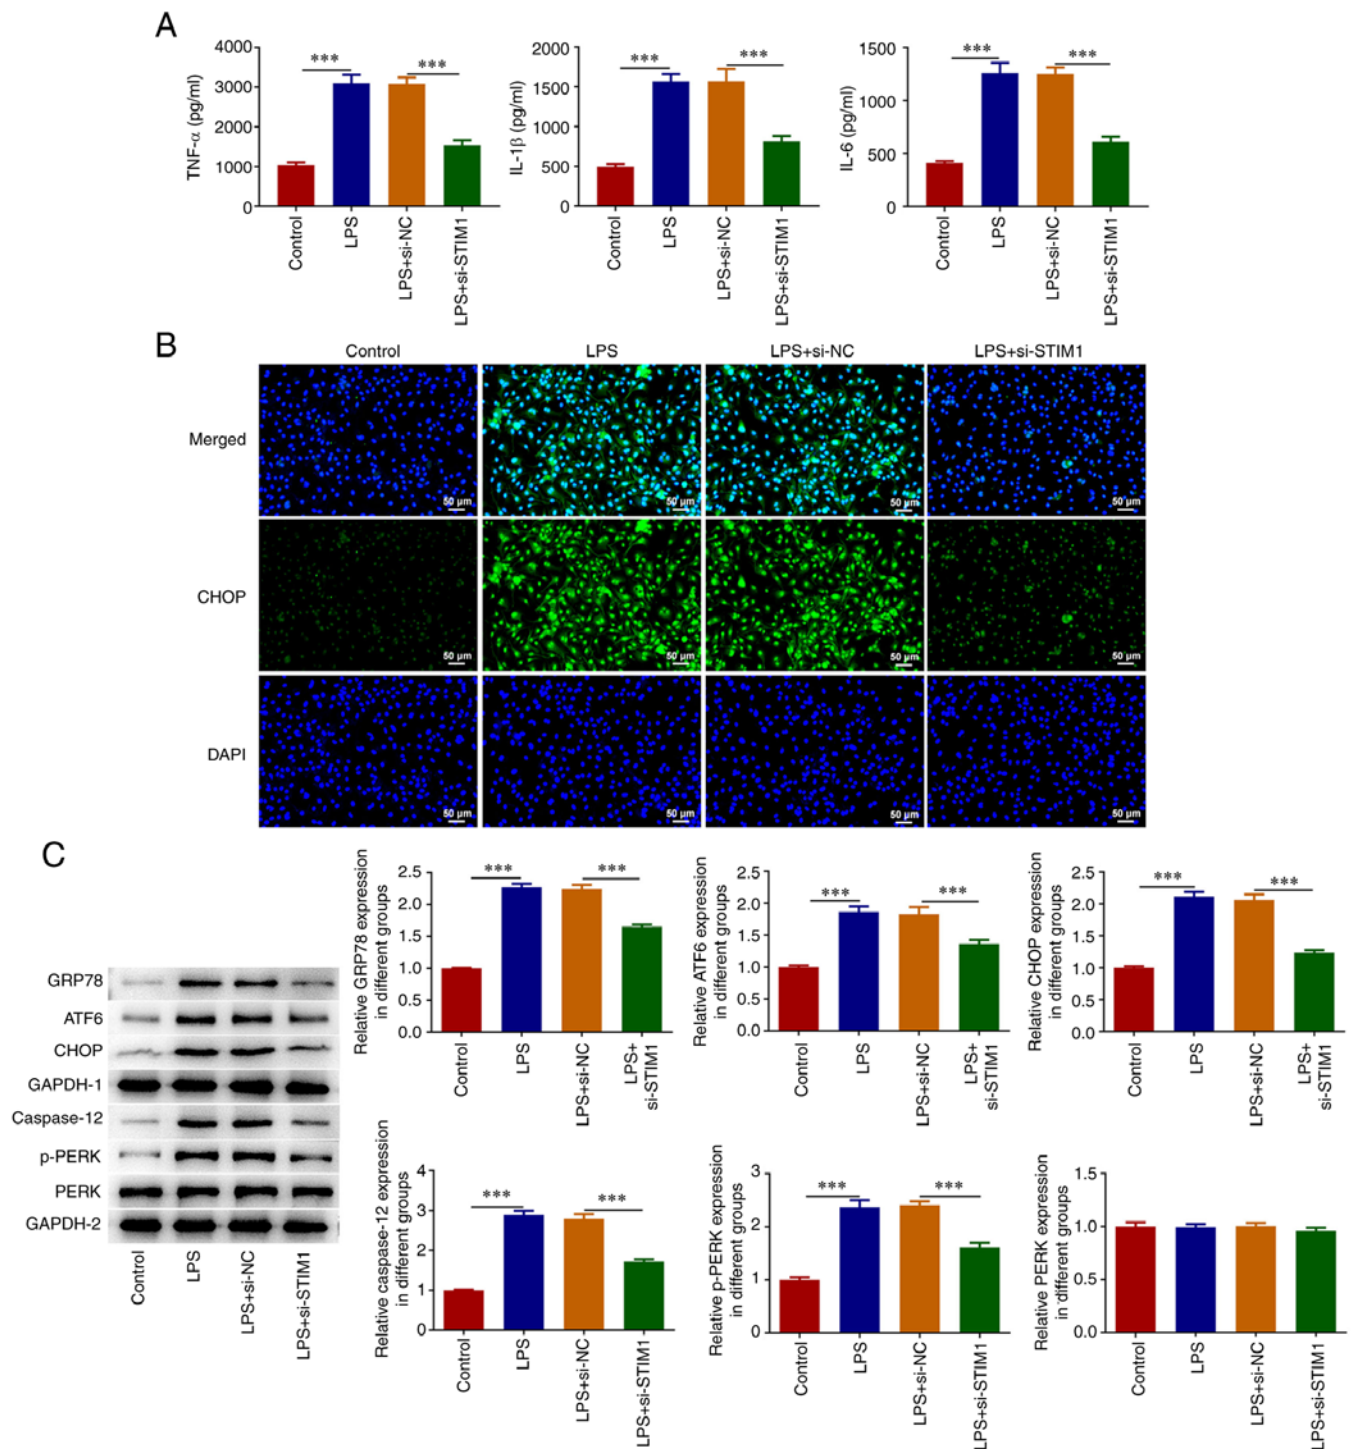 A
TNF-α (pg/ml)
4000
3000
2000
1000
0
***
***
Control
LPS
LPS+si-NC
LPS+si-STIM1
IL-1β (pg/ml)
2000
1500
1000
500
0
***
***
Control
LPS
LPS+si-NC
LPS+si-STIM1
IL-6 (pg/ml)
1500
1000
500
0
***
***
Control
LPS
LPS+si-NC
LPS+si-STIM1
B
Control
LPS
LPS+si-NC
LPS+si-STIM1
Merged
50 μm
50 μm
50 μm
50 μm
CHOP
50 μm
50 μm
50 μm
50 μm
DAPI
50 μm
50 μm
50 μm
50 μm
C
GRP78
ATF6
CHOP
GAPDH-1
Caspase-12
p-PERK
PERK
GAPDH-2
Control
LPS
LPS+si-NC
LPS+si-STIM1
Relative GRP78 expression
in different groups
2.5
2.0
1.5
1.0
0.5
0.0
***
***
Control
LPS
LPS+si-NC
LPS+
si-STIM1
Relative ATF6 expression
in different groups
2.5
2.0
1.5
1.0
0.5
0.0
***
***
Control
LPS
LPS+si-NC
LPS+
si-STIM1
Relative CHOP expression
in different groups
2.5
2.0
1.5
1.0
0.5
0.0
***
***
Control
LPS
LPS+si-NC
LPS+
si-STIM1
Relative caspase-12 expression
in different groups
4
3
2
1
0
***
***
Control
LPS
LPS+si-NC
LPS+si-STIM1
Relative p-PERK expression
in different groups
3
2
1
0
***
***
Control
LPS
LPS+si-NC
LPS+si-STIM1
Relative PERK expression
in different groups
1.5
1.0
0.5
0.0
Control
LPS
LPS+si-NC
LPS+si-STIM1